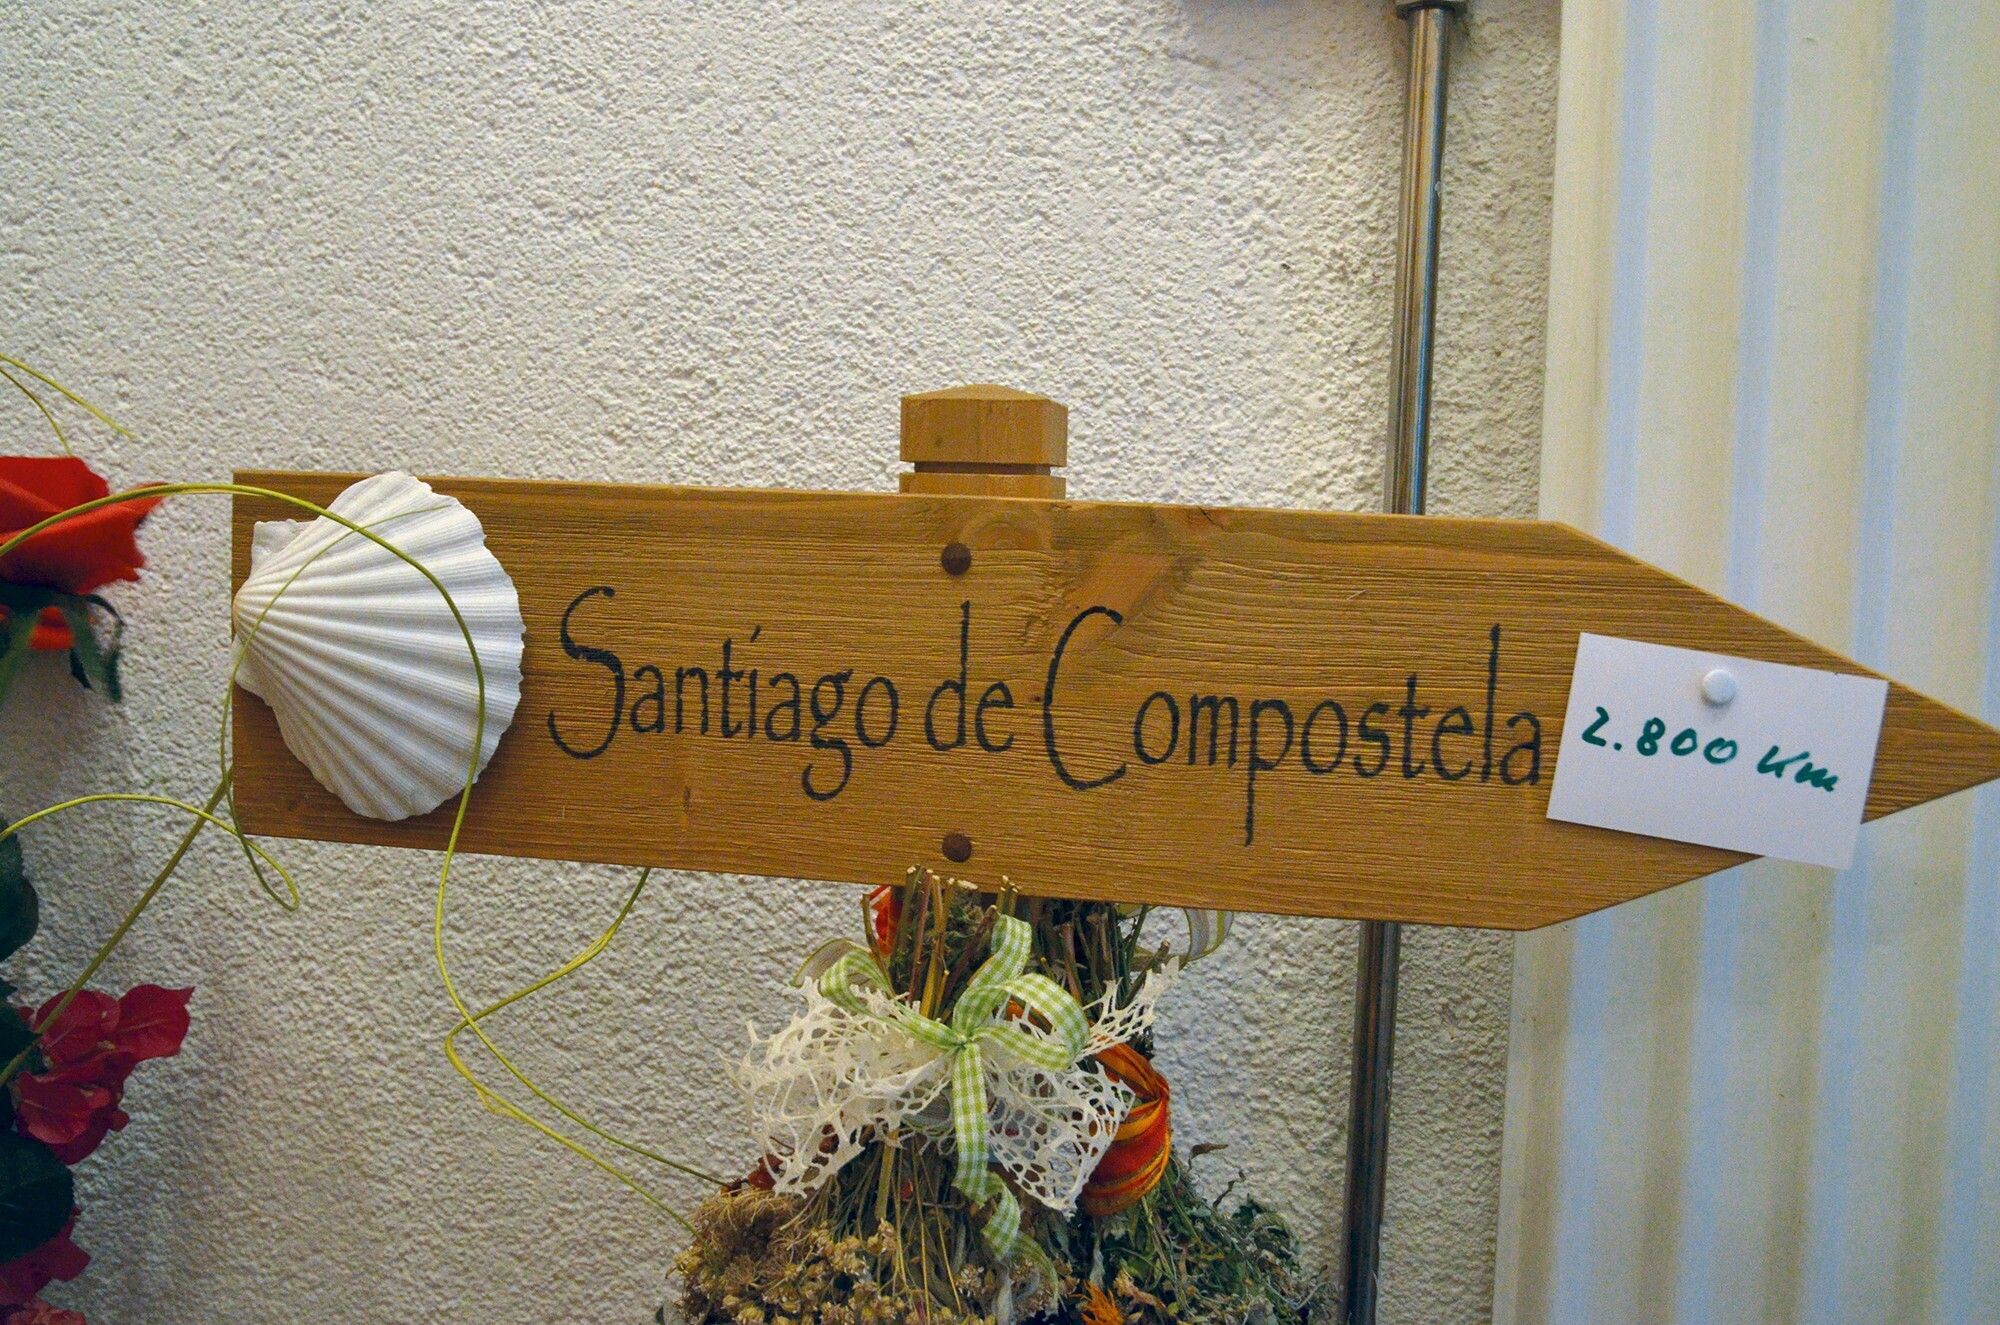 Santiago de Compostela
2.800 Km